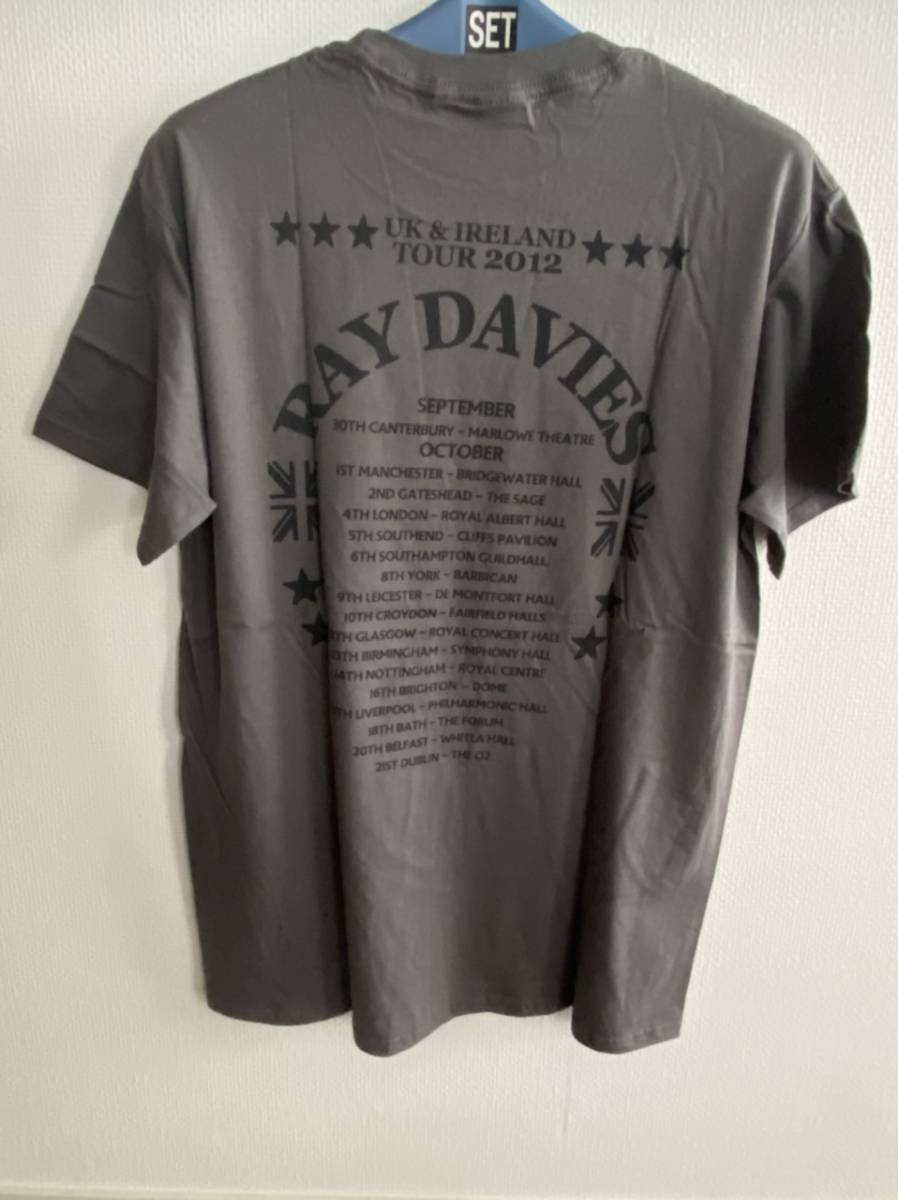 SET
UK & IRELAND
TOUR 2012
RAY DAVIES
SEPTEMBER
30TH CANTERBURY - MARLOWE THEATRE
OCTOBER
1ST MANCHESTER - BRIDGEWATER HALL
2ND GATESHEAD - THE SAGE
4TH LONDON - ROYAL ALBERT HALL
5TH SOUTHEND - CLIFFS PAVILION
6TH SOUTHAMPTON GUILDHALL
8TH YORK - BARBICAN
9TH LEICESTER - DE MONTFORT HALL
10TH CROYDON - FAIRFIELD HALLS
GLASGOW - ROYAL CONCERT HALL
BIRMINGHAM - SYMPHONY HALL
14TH NOTTINGHAM - ROYAL CENTRE
16TH BRIGHTON - DOME
LIVERPOOL - PHILHARMONIC HALL
18TH BATH - THE FORUM
20TH BELFAST - WHITLA HALL
21ST DUBLIN - THE O2